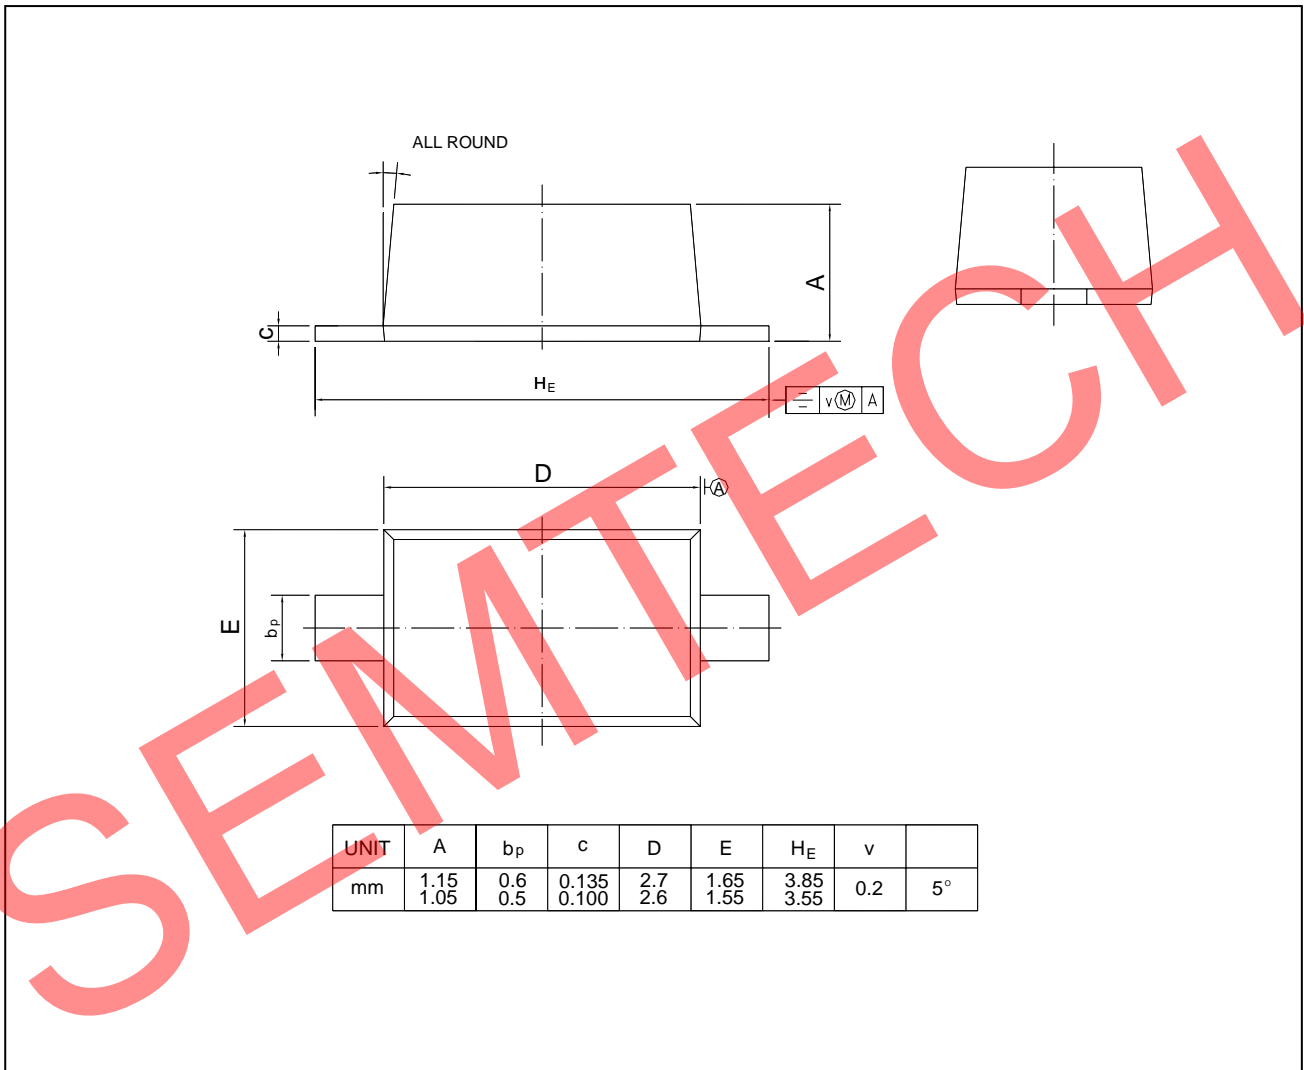 ALL ROUND
A
c
HE
v Ⓜ A
D
Ⓐ
E
bp
UNIT A bp c D E HE v
mm 1.15 0.6 0.135 2.7 1.65 3.85 0.2 5°
1.05 0.5 0.100 2.6 1.55 3.55
SEMTECH